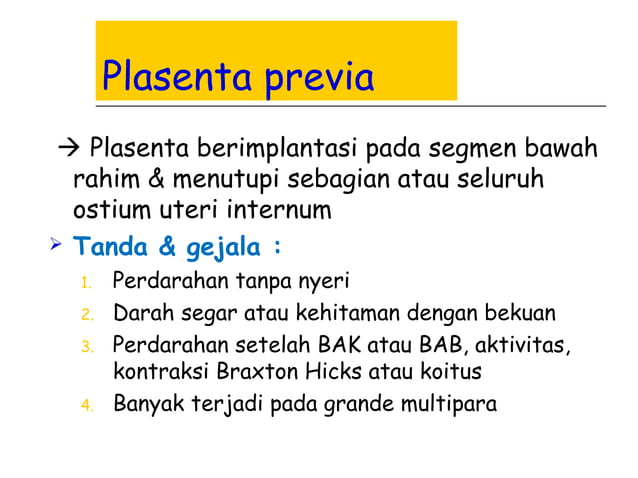 Plasenta previa
→ Plasenta berimplantasi pada segmen bawah
rahim & menutupi sebagian atau seluruh
ostium uteri internum
➢ Tanda & gejala :
1. Perdarahan tanpa nyeri
2. Darah segar atau kehitaman dengan bekuan
3. Perdarahan setelah BAK atau BAB, aktivitas,
kontraksi Braxton Hicks atau koitus
4. Banyak terjadi pada grande multipara